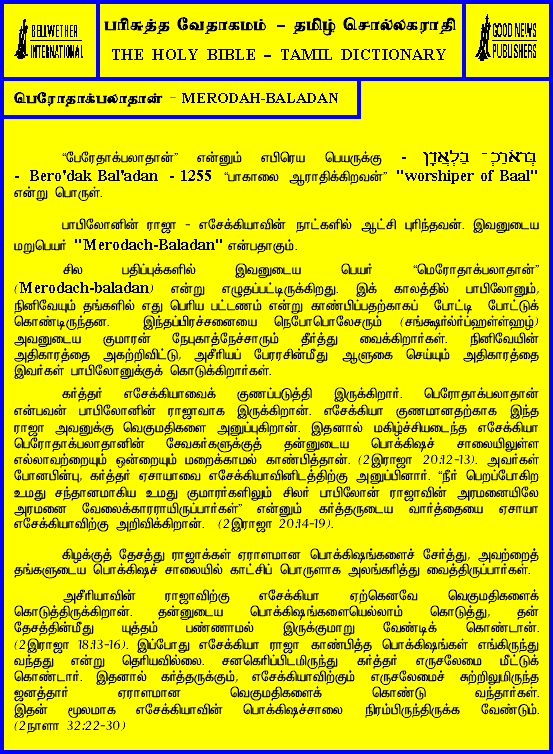 BELLWETHER
INTERNATIONAL
பரிசுத்த வேதாகமம் - தமிழ் சொல்லகராதி
THE HOLY BIBLE - TAMIL DICTIONARY
GOOD NEWS
PUBLISHERS
பெரோதாக்பலாதான் - MERODAH-BALADAN
“பேரேதாக்பலாதான்” என்னும் எபிரெய பெயருக்கு -
- Bero'dak Bal'adan - 1255 “பாகாலை ஆராதிக்கிறவன்” "worshiper of Baal"
என்று பொருள்.
பாபிலோனின் ராஜா - எசேக்கியாவின் நாட்களில் ஆட்சி புரிந்தவன். இவனுடைய
மறுபெயர் "Merodach-Baladan" என்பதாகும்.
சில பதிப்புக்களில் இவனுடைய பெயர் “மெரோதாக்பலாதான்”
(Merodach-baladan) என்று எழுதப்பட்டிருக்கிறது. இக் காலத்தில் பாபிலோனும்,
நினிவேயும் தங்களில் எது பெரிய பட்டணம் என்று காண்பிப்பதற்காகப் போட்டி போட்டுக்
கொண்டிருந்தன. இந்தப்பிரச்சனையை நெபோபொலேசரும்
அவனுடைய குமாரன் நேபுகாத்நேச்சாரும் தீர்த்து வைக்கிறார்கள். நினிவேயின்
அதிகாரத்தை அகற்றிவிட்டு, அசீரியப் பேரரசின்மீது ஆளுகை செய்யும் அதிகாரத்தை
இவர்கள் பாபிலோனுக்குக் கொடுக்கிறார்கள்.
கர்த்தர் எசேக்கியாவைக் குணப்படுத்தி இருக்கிறார். பெரோதாக்பலாதான்
என்பவன் பாபிலோனின் ராஜாவாக இருக்கிறான். எசேக்கியா குணமானதற்காக இந்த
ராஜா அவனுக்கு வெகுமதிகளை அனுப்புகிறான். இதனால் மகிழ்ச்சியடைந்த எசேக்கியா
பெரோதாக்பலாதானின் சேவகர்களுக்குத் தன்னுடைய பொக்கிஷச் சாலையிலுள்ள
எல்லாவற்றையும் ஒன்றையும் மறைக்காமல் காண்பித்தான். (2இராஜா 20:12-13). அவர்கள்
போனபின்பு, கர்த்தர் ஏசாயாவை எசேக்கியாவினிடத்திற்கு அனுப்பினார். “நீர் பெறப்போகிற
உமது சந்தானமாகிய உமது குமாரர்களிலும் சிலர் பாபிலோன் ராஜாவின் அரமனையிலே
அரமனை வேலைக்காரராயிருப்பார்கள்” என்னும் கர்த்தருடைய வார்த்தையை ஏசாயா
எசேக்கியாவிற்கு அறிவிக்கிறான். (2இராஜா 20:14-19).
கிழக்குத் தேசத்து ராஜாக்கள் ஏராளமான பொக்கிஷங்களைச் சேர்த்து, அவற்றைத்
தங்களுடைய பொக்கிஷச் சாலையில் காட்சிப் பொருளாக அலங்கரித்து வைத்திருப்பார்கள்.
அசீரியாவின் ராஜாவிற்கு எசேக்கியா ஏற்கெனவே வெகுமதிகளைக்
கொடுத்திருக்கிறான். தன்னுடைய பொக்கிஷங்களையெல்லாம் கொடுத்து, தன்
தேசத்தின்மீது யுத்தம் பண்ணாமல் இருக்குமாறு வேண்டிக் கொண்டான்.
(2இராஜா 18:13-16). இப்போது எசேக்கியா ராஜா காண்பித்த பொக்கிஷங்கள் எங்கிருந்து
வந்தது என்று தெரியவில்லை. சனகெரிப்பிடமிருந்து கர்த்தர் எருசலேமை மீட்டுக்
கொண்டார். இதனால் கர்த்தருக்கும், எசேக்கியாவிற்கும் எருசலேமைச் சுற்றிலுமிருந்த
ஜனத்தார் ஏராளமான வெகுமதிகளைக் கொண்டு வந்தார்கள்.
இதன் மூலமாக எசேக்கியாவின் பொக்கிஷச்சாலை நிரம்பிருந்திருக்க வேண்டும்.
(2நாளா 32:22-30)